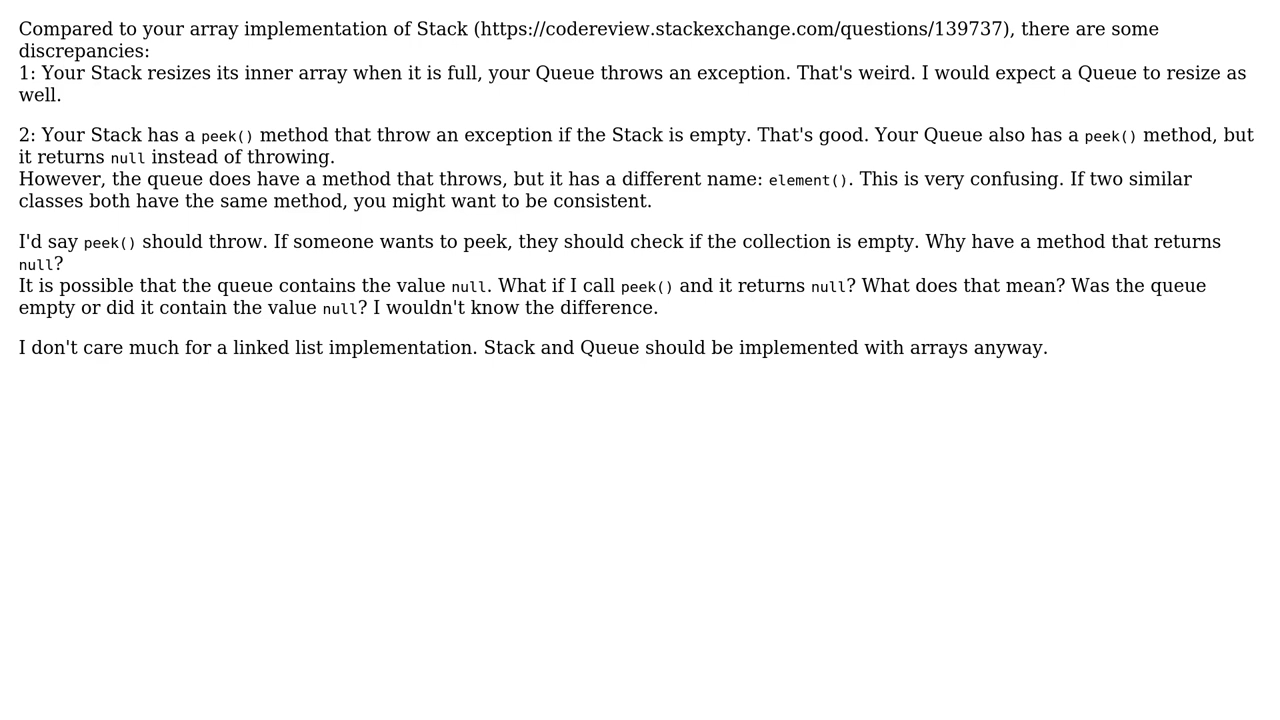 Compared to your array implementation of Stack (https://codereview.stackexchange.com/questions/139737), there are some
discrepancies:
1: Your Stack resizes its inner array when it is full, your Queue throws an exception. That's weird. I would expect a Queue to resize as
well.
2: Your Stack has a peek() method that throw an exception if the Stack is empty. That's good. Your Queue also has a peek() method, but
it returns null instead of throwing.
However, the queue does have a method that throws, but it has a different name: element(). This is very confusing. If two similar
classes both have the same method, you might want to be consistent.
I'd say peek() should throw. If someone wants to peek, they should check if the collection is empty. Why have a method that returns
null?
It is possible that the queue contains the value null. What if I call peek() and it returns null? What does that mean? Was the queue
empty or did it contain the value null? I wouldn't know the difference.
I don't care much for a linked list implementation. Stack and Queue should be implemented with arrays anyway.